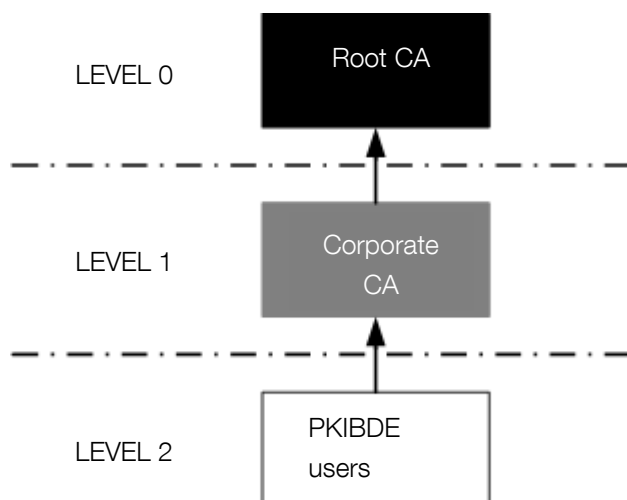 LEVEL 0
Root CA
LEVEL 1
Corporate
CA
LEVEL 2
PKIBDE
users